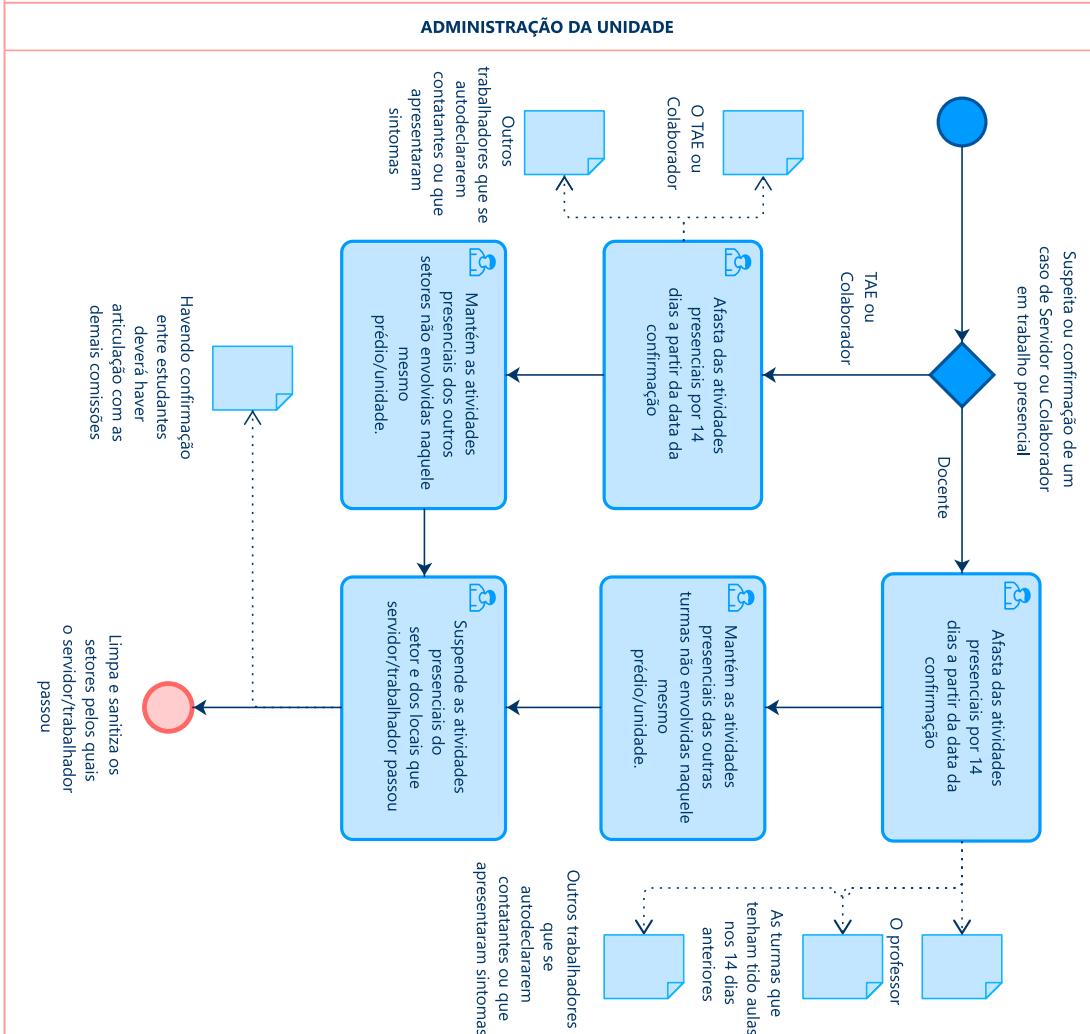 ADMINISTRAÇÃO DA UNIDADE
Suspeita ou confirmação de um
caso de Servidor ou Colaborador
em trabalho presencial
TAE ou
Colaborador
Docente
O TAE ou
Colaborador
Outros
trabalhadores que se
autodeclararem
contatantes ou que
apresentaram
sintomas
Afasta das atividades
presenciais por 14
dias a partir da data da
confirmação
Mantém as atividades
presenciais dos outros
setores não envolvidas naquele
mesmo
prédio/unidade.
Havendo confirmação
entre estudantes
deverá haver
articulação com as
demais comissões
Afasta das atividades
presenciais por 14
dias a partir da data da
confirmação
Mantém as atividades
presenciais das outras
turmas não envolvidas naquele
mesmo
prédio/unidade.
Suspende as atividades
presenciais do
setor e dos locais que
servidor/trabalhador passou
Limpa e sanitiza os
setores pelos quais
o servidor/trabalhador
passou
O professor
As turmas que
tenham tido aulas
nos 14 dias
anteriores
Outros trabalhadores
que se
autodeclararem
contatantes ou que
apresentaram sintomas